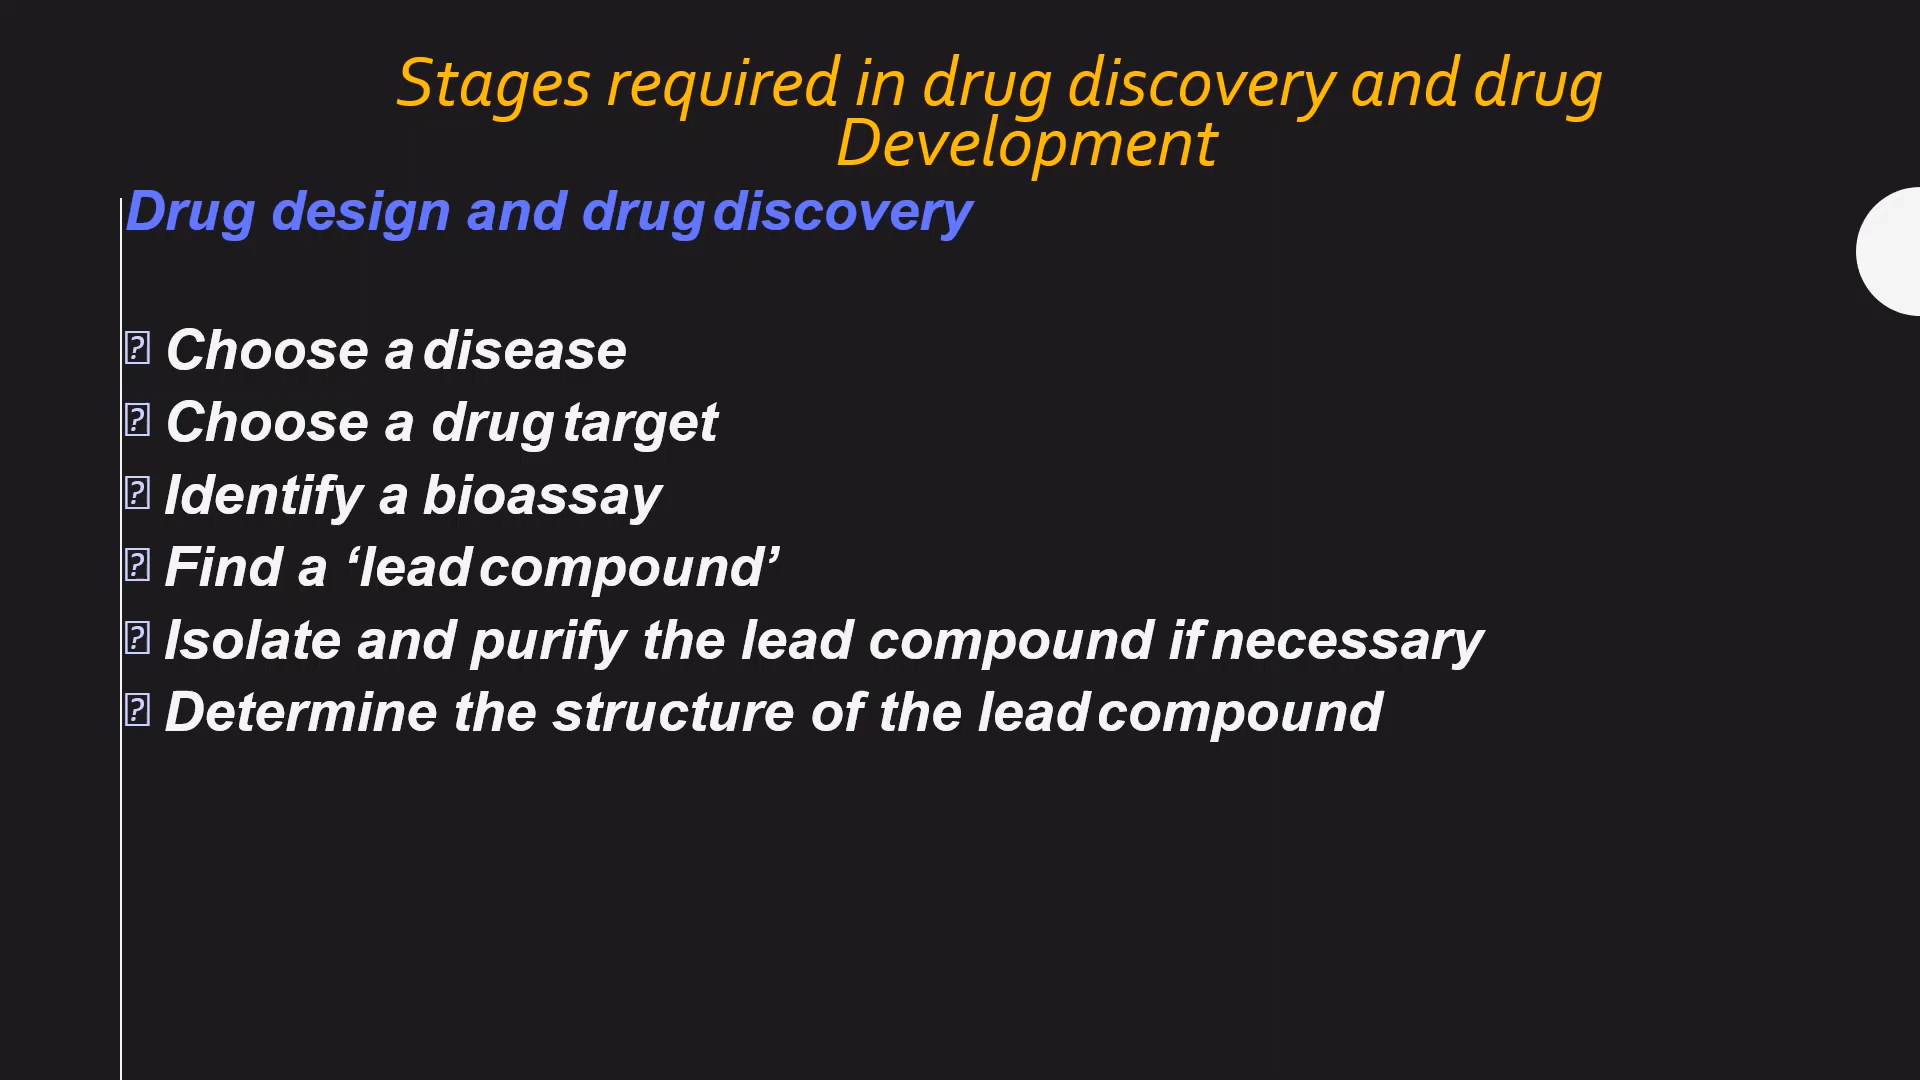 Stages required in drug discovery and drug
Development
Drug design and drug discovery
Choose a disease
Choose a drug target
Identify a bioassay
Find a ‘lead compound’
Isolate and purify the lead compound if necessary
Determine the structure of the lead compound